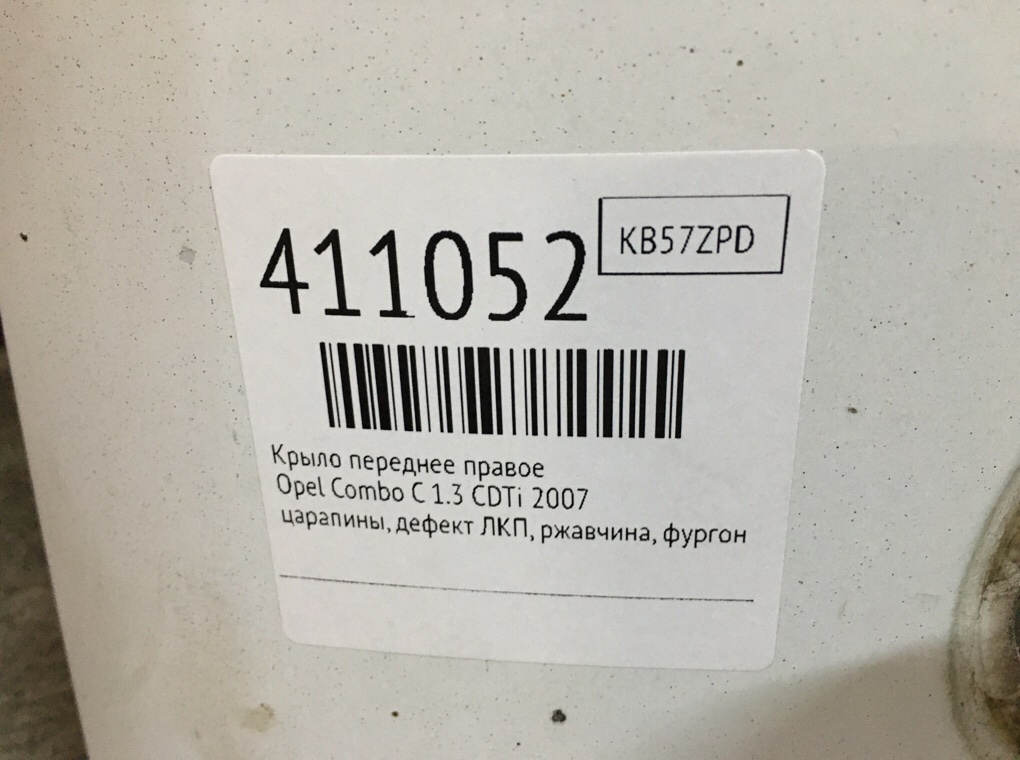 411052
KB57ZPD
Крыло переднее правое
Opel Combo C 1.3 CDTi 2007
царапины, дефект ЛКП, ржавчина, фургон